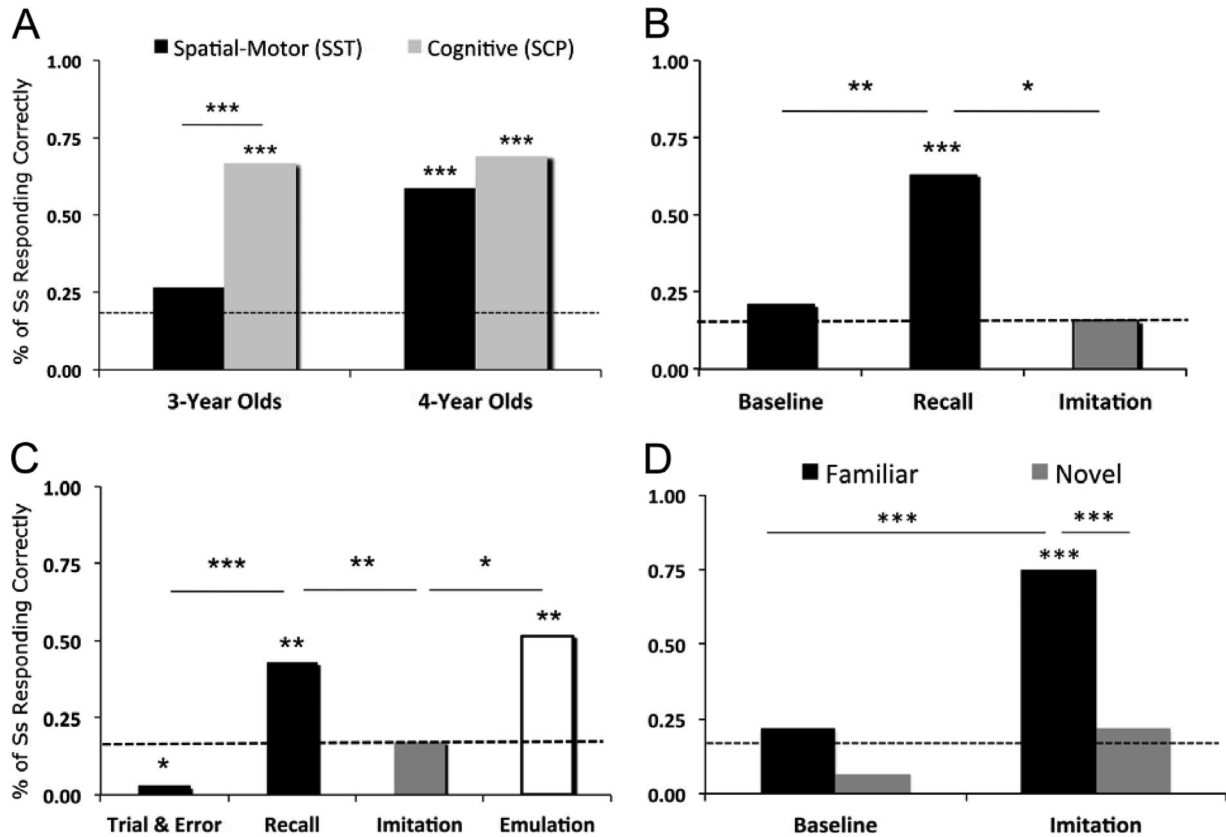 A
Spatial-Motor (SST) Cognitive (SCP)
% of Ss Responding Correctly
1.00
0.75
0.50
0.25
0.00
***
***
***
***
3-Year Olds 4-Year Olds
B
1.00
0.75
0.50
0.25
0.00
** *
***
Baseline Recall Imitation
C
% of Ss Responding Correctly
1.00
0.75
0.50
0.25
0.00
*** ** *
* ** **
Trial & Error Recall Imitation Emulation
D
Familiar Novel
1.00
0.75
0.50
0.25
0.00
*** ***
***
Baseline Imitation